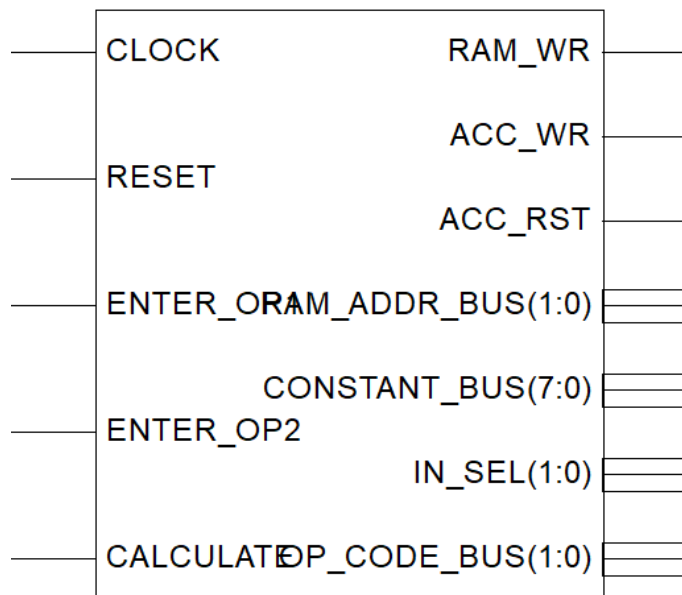 CLOCK
RAM_WR
ACC_WR
RESET
ACC_RST
ENTER_OP1
RAM_ADDR_BUS(1:0)
CONSTANT_BUS(7:0)
ENTER_OP2
IN_SEL(1:0)
CALCULATE
OP_CODE_BUS(1:0)